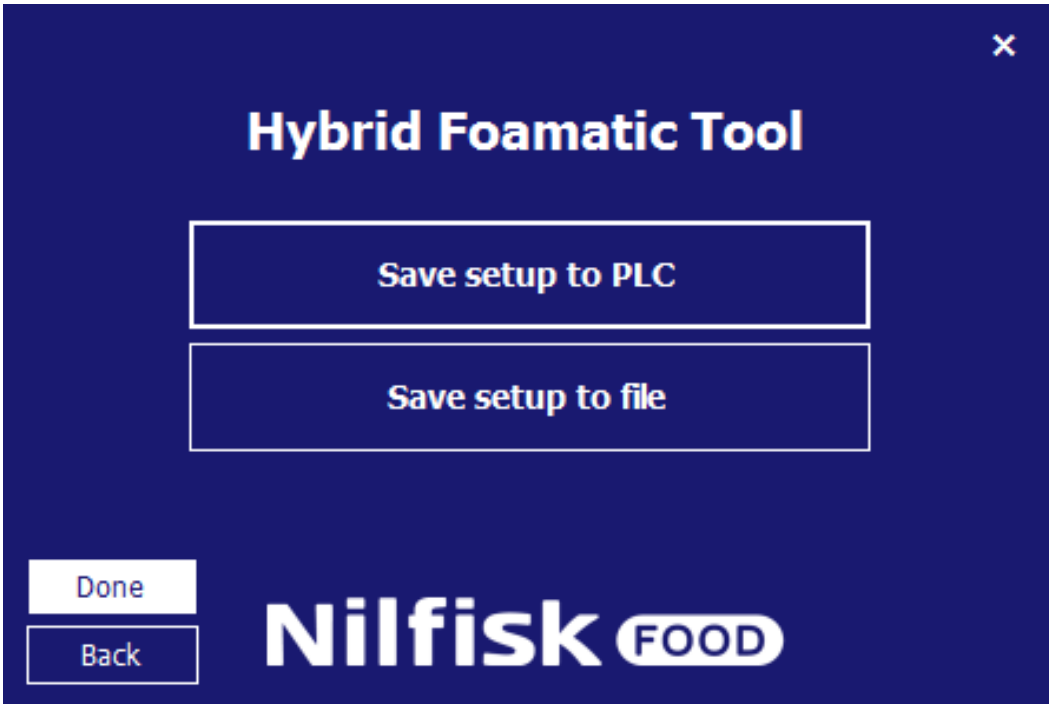 ×
Hybrid Foamatic Tool
Save setup to PLC
Save setup to file
Done
Back
Nilfisk FOOD